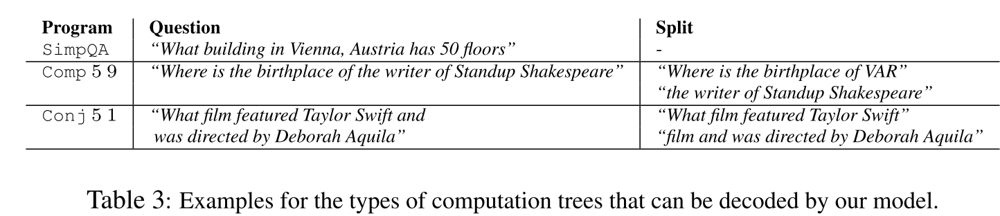 Program Question Split
SimpQA “What building in Vienna, Austria has 50 floors” -
Comp 5 9 “Where is the birthplace of the writer of Standup Shakespeare” “Where is the birthplace of VAR”
“the writer of Standup Shakespeare”
Conj 5 1 “What film featured Taylor Swift and “What film featured Taylor Swift”
was directed by Deborah Aquila” “film and was directed by Deborah Aquila”
Table 3: Examples for the types of computation trees that can be decoded by our model.